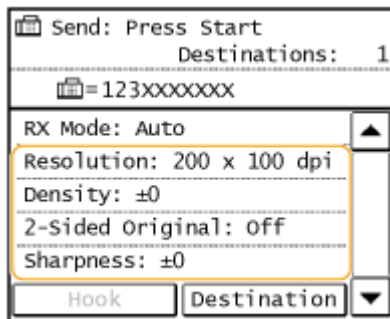 Send: Press Start
Destinations: 1
=123xxxxxxx
RX Mode: Auto
Resolution: 200 x 100 dpi
Density: ±0
2-Sided Original: Off
Sharpness: ±0
Hook Destination